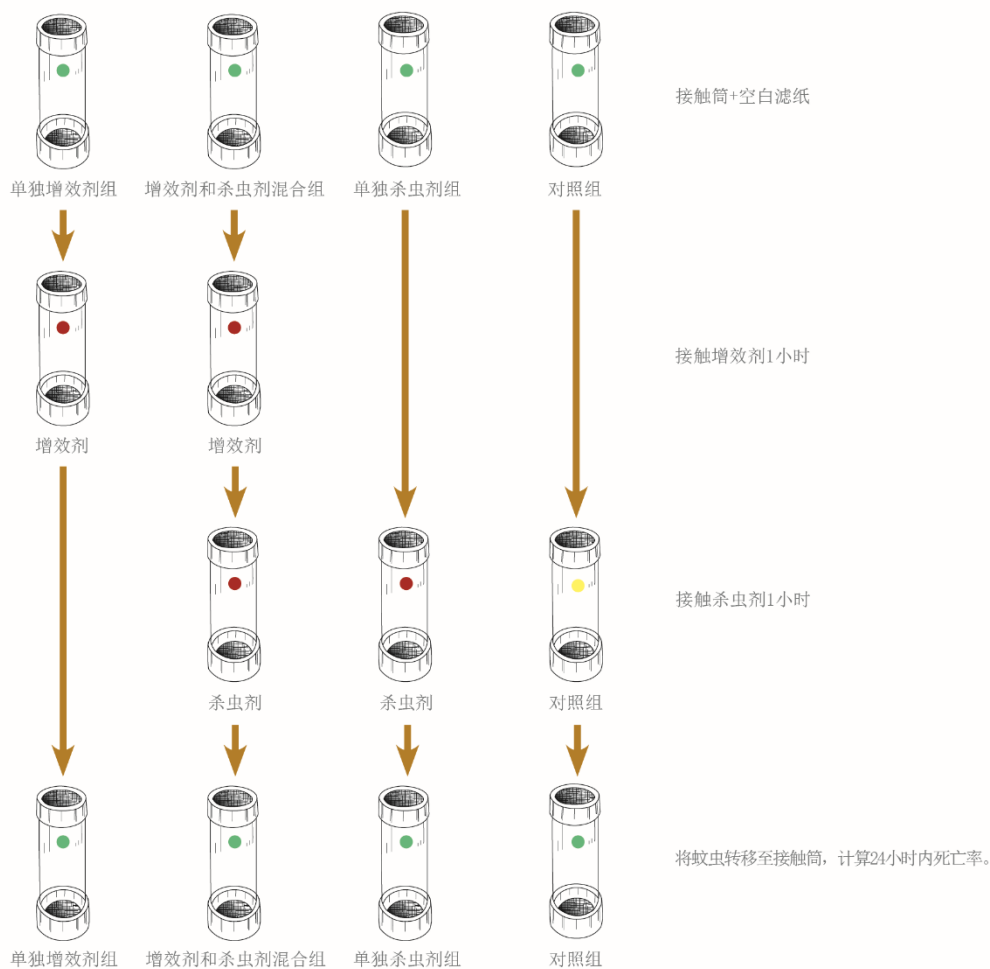 接触筒+空白滤纸
单独增效剂组
增效剂和杀虫剂混合组
单独杀虫剂组
对照组
接触增效剂1小时
增效剂
增效剂
接触杀虫剂1小时
杀虫剂
杀虫剂
对照组
将蚊虫转移至接触筒，计算24小时内死亡率。
单独增效剂组
增效剂和杀虫剂混合组
单独杀虫剂组
对照组